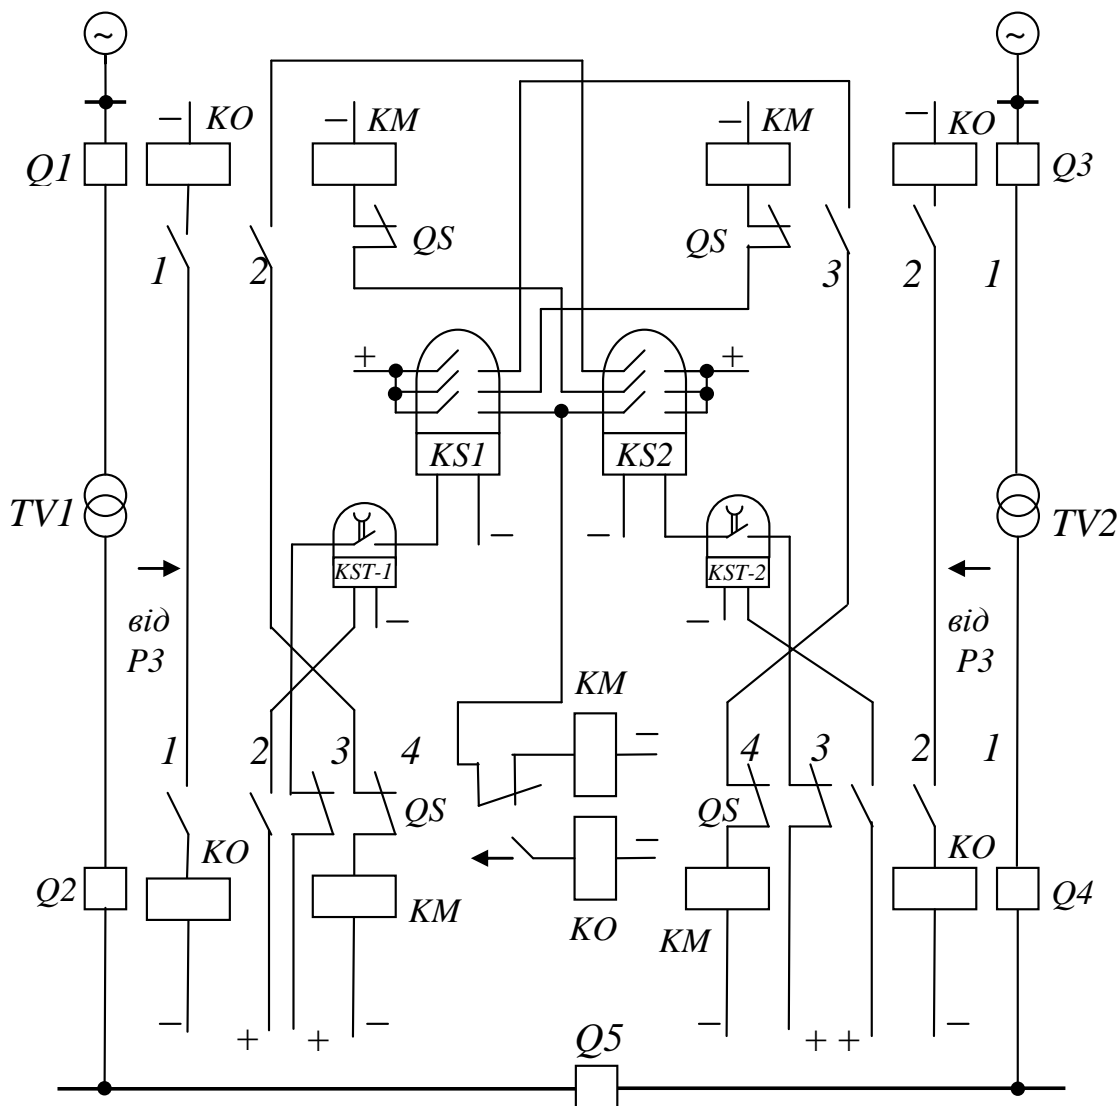 ~ ~
− KO − KM − KM − KO
Q1 Q3
QS QS
1 2 3 2 1
+ +
KS1 KS2
TV1 TV2
− −
KST-1 KST-2
− −
від від
РЗ РЗ
KM
1 2 3 4 − 4 3 2 1
QS QS
KO − KO
Q2 Q4
KM KO KM
− + + − − + + −
Q5